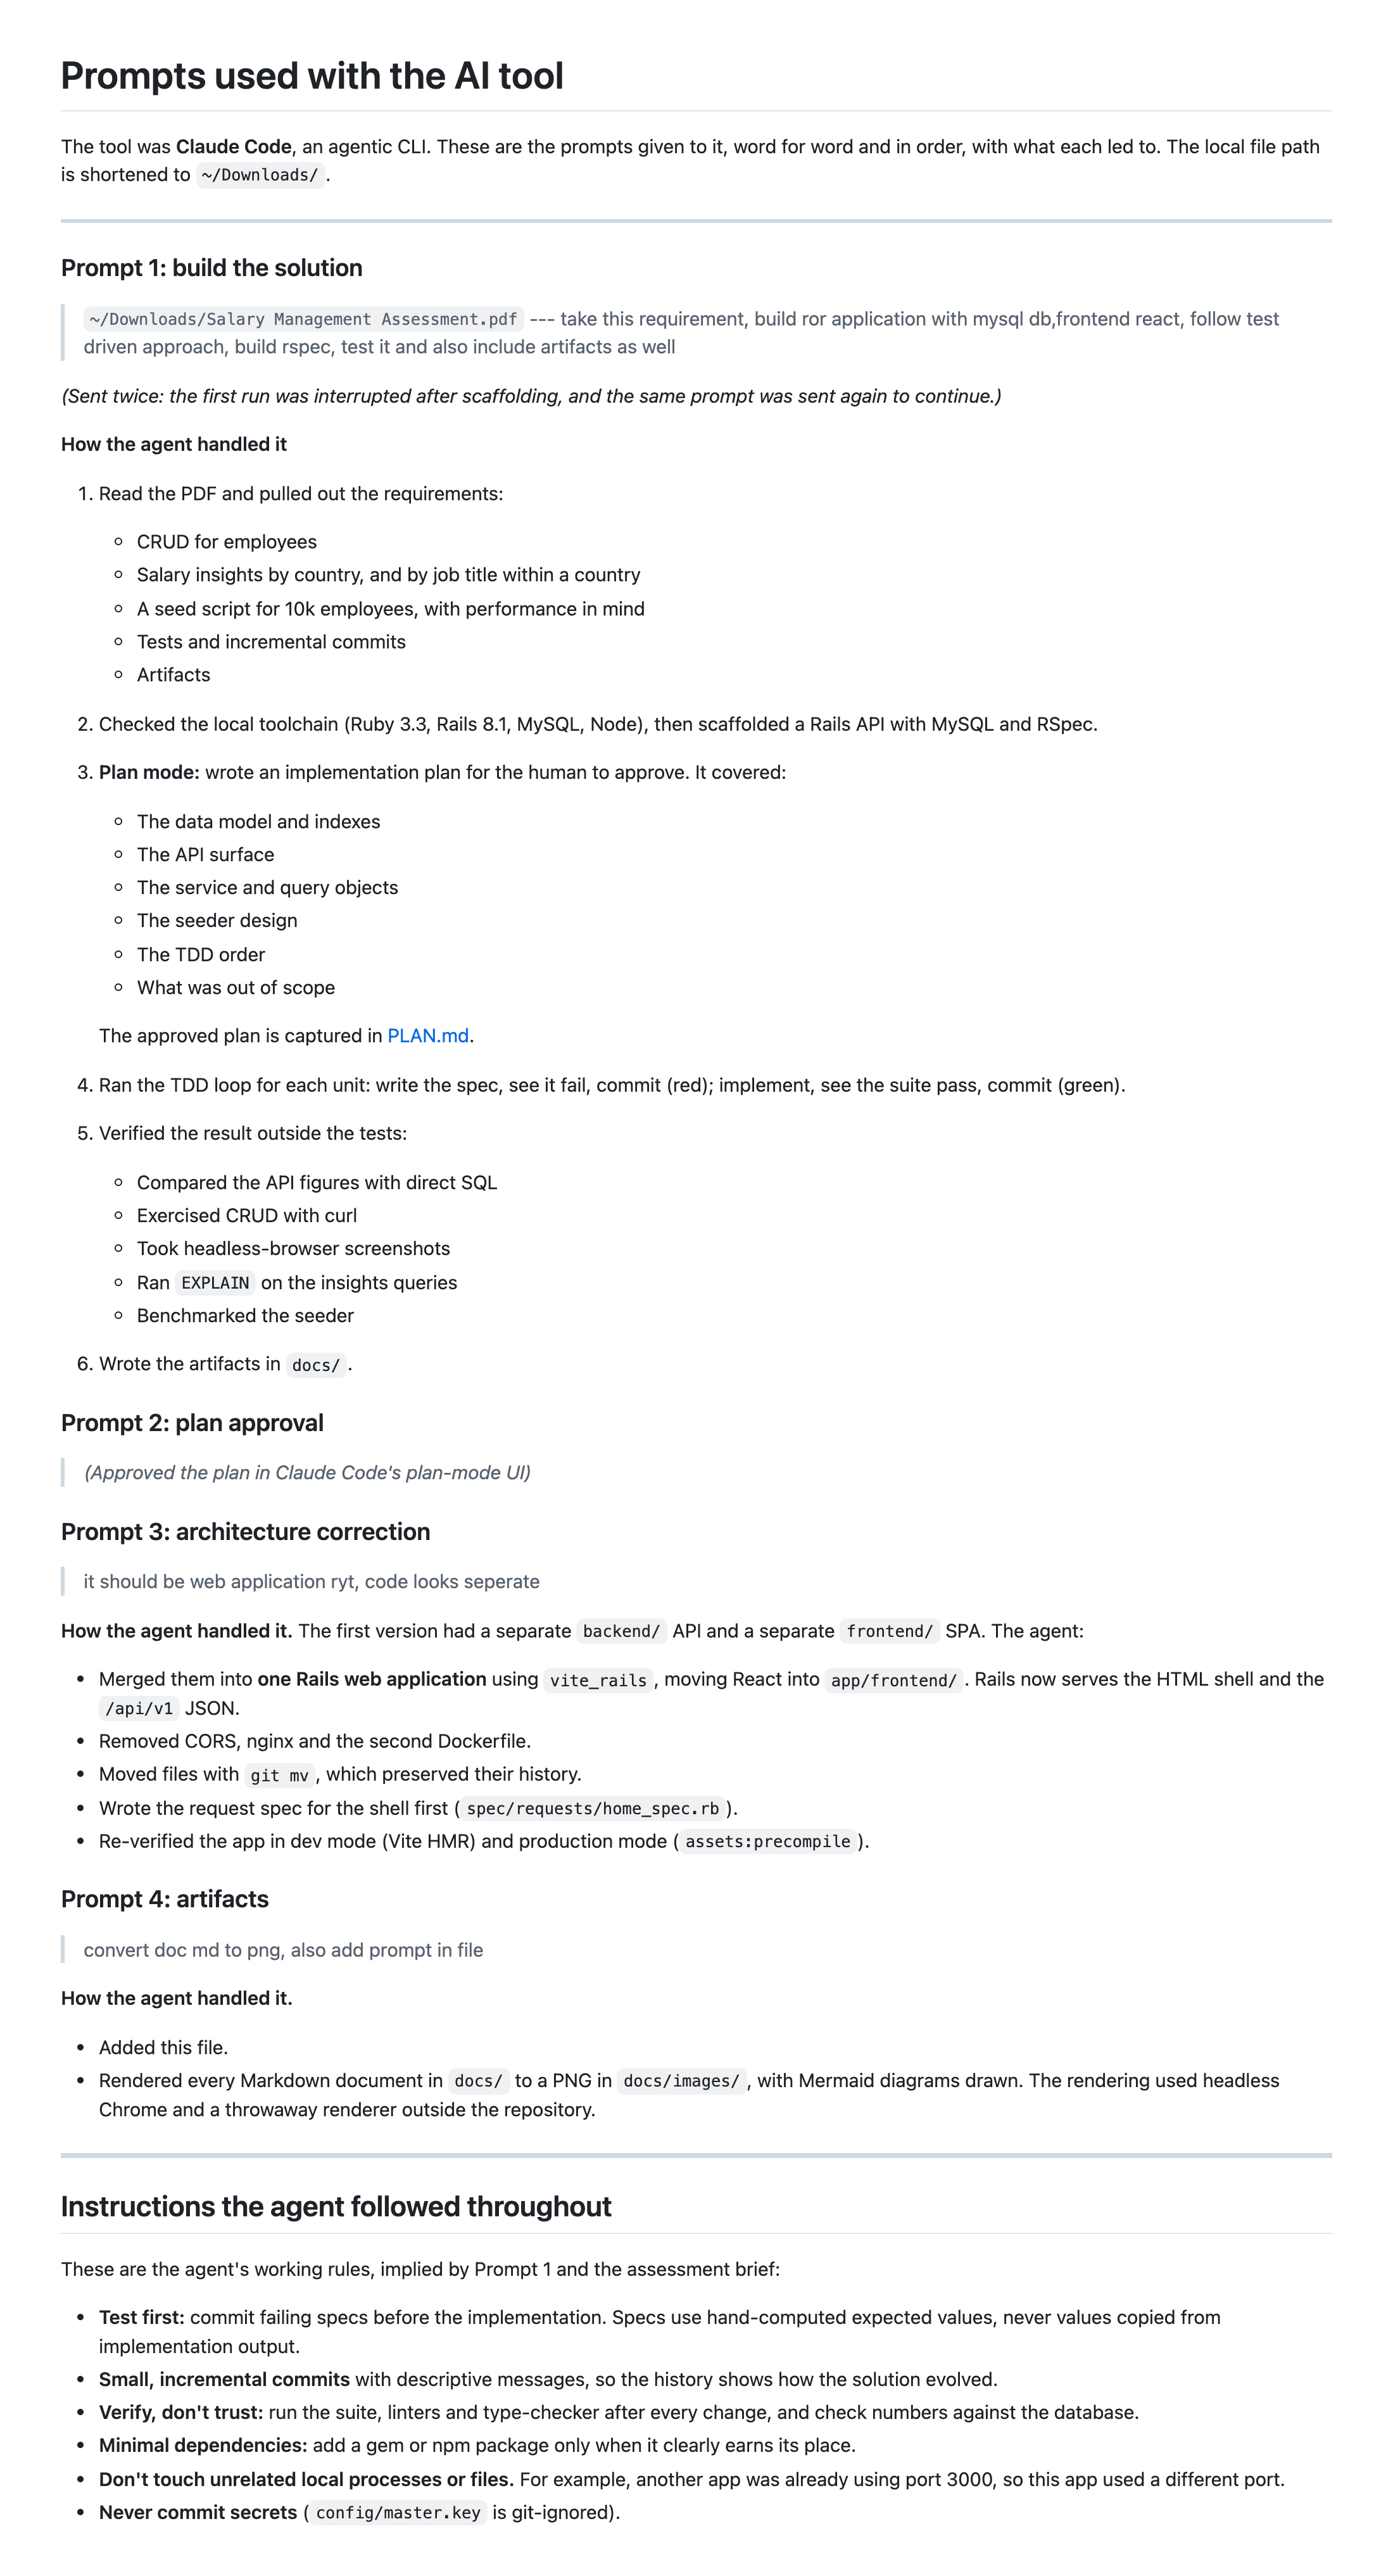 Prompts used with the AI tool
The tool was Claude Code, an agentic CLI. These are the prompts given to it, word for word and in order, with what each led to. The local file path
is shortened to ~/Downloads/ .
Prompt 1: build the solution
~/Downloads/Salary Management Assessment.pdf --- take this requirement, build ror application with mysql db,frontend react, follow test
driven approach, build rspec, test it and also include artifacts as well
(Sent twice: the first run was interrupted after scaffolding, and the same prompt was sent again to continue.)
How the agent handled it
1. Read the PDF and pulled out the requirements:
CRUD for employees
Salary insights by country, and by job title within a country
A seed script for 10k employees, with performance in mind
Tests and incremental commits
Artifacts
2. Checked the local toolchain (Ruby 3.3, Rails 8.1, MySQL, Node), then scaffolded a Rails API with MySQL and RSpec.
3. Plan mode: wrote an implementation plan for the human to approve. It covered:
The data model and indexes
The API surface
The service and query objects
The seeder design
The TDD order
What was out of scope
The approved plan is captured in PLAN.md.
4. Ran the TDD loop for each unit: write the spec, see it fail, commit (red); implement, see the suite pass, commit (green).
5. Verified the result outside the tests:
Compared the API figures with direct SQL
Exercised CRUD with curl
Took headless-browser screenshots
Ran EXPLAIN on the insights queries
Benchmarked the seeder
6. Wrote the artifacts in docs/ .
Prompt 2: plan approval
(Approved the plan in Claude Code's plan-mode UI)
Prompt 3: architecture correction
it should be web application ryt, code looks seperate
How the agent handled it. The first version had a separate backend/ API and a separate frontend/ SPA. The agent:
Merged them into one Rails web application using vite_rails , moving React into app/frontend/ . Rails now serves the HTML shell and the
/api/v1 JSON.
Removed CORS, nginx and the second Dockerfile.
Moved files with git mv , which preserved their history.
Wrote the request spec for the shell first ( spec/requests/home_spec.rb ).
Re-verified the app in dev mode (Vite HMR) and production mode ( assets:precompile ).
Prompt 4: artifacts
convert doc md to png, also add prompt in file
How the agent handled it.
Added this file.
Rendered every Markdown document in docs/ to a PNG in docs/images/ , with Mermaid diagrams drawn. The rendering used headless
Chrome and a throwaway renderer outside the repository.
Instructions the agent followed throughout
These are the agent's working rules, implied by Prompt 1 and the assessment brief:
Test first: commit failing specs before the implementation. Specs use hand-computed expected values, never values copied from
implementation output.
Small, incremental commits with descriptive messages, so the history shows how the solution evolved.
Verify, don't trust: run the suite, linters and type-checker after every change, and check numbers against the database.
Minimal dependencies: add a gem or npm package only when it clearly earns its place.
Don't touch unrelated local processes or files. For example, another app was already using port 3000, so this app used a different port.
Never commit secrets ( config/master.key is git-ignored).